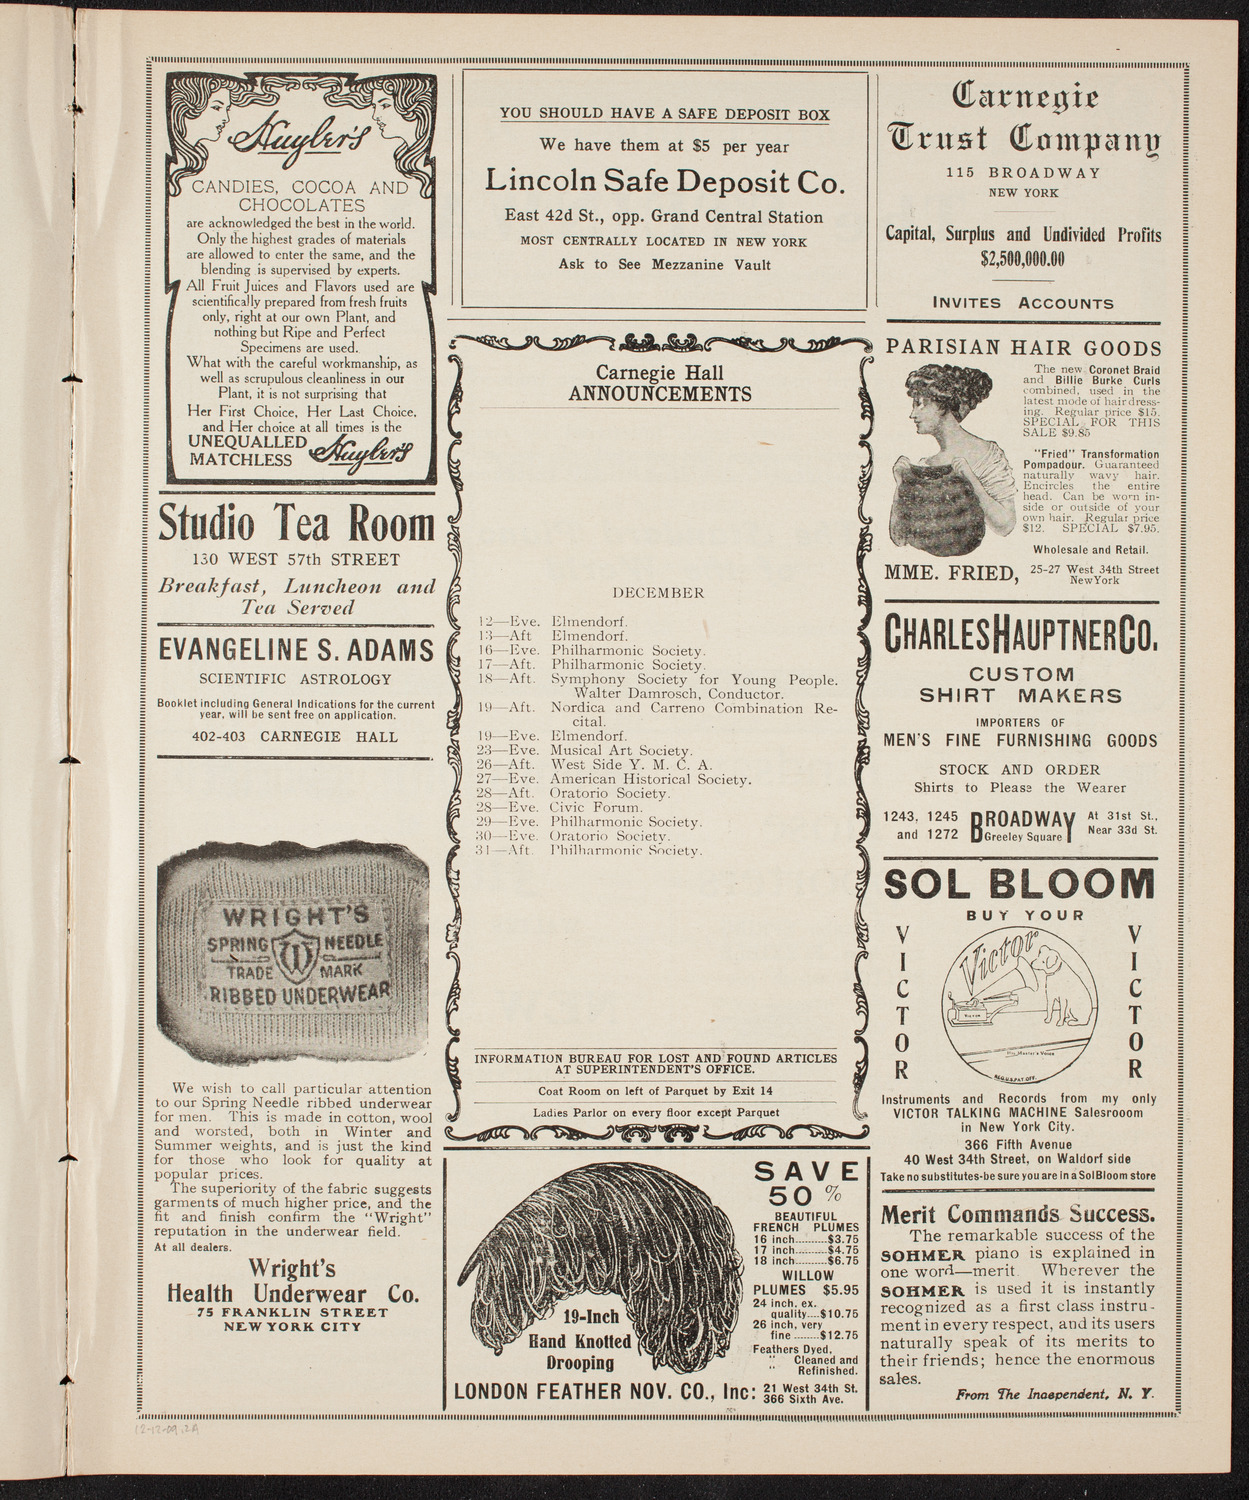 Huyler's
CANDIES, COCOA AND
CHOCOLATES
are acknowledged the best in the world.
Only the highest grades of materials
are allowed to enter the same, and the
blending is supervised by experts.
All Fruit Juices and Flavors used are
scientifically prepared from fresh fruits
only, right at our own Plant, and
nothing but Ripe and Perfect
Specimens are used.
What with the careful workmanship, as
well as scrupulous cleanliness in our
Plant, it is not surprising that
Her First Choice, Her Last Choice,
and Her choice at all times is the
UNEQUALLED
MATCHLESS Huyler's
Studio Tea Room
130 WEST 57th STREET
Breakfast, Luncheon and
Tea Served
EVANGELINE S. ADAMS
SCIENTIFIC ASTROLOGY
Booklet including General Indications for the current
year, will be sent free on application.
402-403 CARNEGIE HALL
WRIGHT'S
SPRING NEEDLE
TRADE W MARK
RIBBED UNDERWEAR
We wish to call particular attention
to our Spring Needle ribbed underwear
for men. This is made in cotton, wool
and worsted, both in Winter and
Summer weights, and is just the kind
for those who look for quality at
popular prices.
The superiority of the fabric suggests
garments of much higher price, and the
fit and finish confirm the "Wright"
reputation in the underwear field.
At all dealers.
Wright's
Health Underwear Co.
75 FRANKLIN STREET
NEW YORK CITY
YOU SHOULD HAVE A SAFE DEPOSIT BOX
We have them at $5 per year
Lincoln Safe Deposit Co.
East 42d St., opp. Grand Central Station
MOST CENTRALLY LOCATED IN NEW YORK
Ask to See Mezzanine Vault
Carnegie Hall
ANNOUNCEMENTS
DECEMBER
12—Eve. Elmendorf.
13—Aft Elmendorf.
16—Eve. Philharmonic Society.
17—Aft. Philharmonic Society.
18—Aft. Symphony Society for Young People.
Walter Damrosch, Conductor.
19—Aft. Nordica and Carreno Combination Re-
cital.
19—Eve. Elmendorf.
23—Eve. Musical Art Society.
26—Aft. West Side Y. M. C. A.
27—Eve. American Historical Society.
28—Aft. Oratorio Society.
28—Eve. Civic Forum.
29—Eve. Philharmonic Society.
30—Eve. Oratorio Society.
31—Aft. Philharmonic Society.
INFORMATION BUREAU FOR LOST AND FOUND ARTICLES
AT SUPERINTENDENT'S OFFICE.
Coat Room on left of Parquet by Exit 14
Ladies Parlor on every floor except Parquet
19-Inch
Hand Knotted
Drooping
SAVE
50 %
BEAUTIFUL
FRENCH PLUMES
16 inch..........$3.75
17 inch..........$4.75
18 inch..........$6.75
WILLOW
PLUMES $5.95
24 inch, ex.
quality....$10.75
26 inch, very
fine ........$12.75
Feathers Dyed,
" Cleaned and
" Refinished.
LONDON FEATHER NOV. CO., Inc: 21 West 34th St.
366 Sixth Ave.
Carnegie
Trust Company
115 BROADWAY
NEW YORK
Capital, Surplus and Undivided Profits
$2,500,000.00
INVITES ACCOUNTS
PARISIAN HAIR GOODS
The new Coronet Braid
and Billie Burke Curls
combined, used in the
latest mode of hairdress-
ing. Regular price $15.
SPECIAL FOR THIS
SALE $9.85
"Fried" Transformation
Pompadour. Guaranteed
naturally wavy hair.
Encircles the entire
head. Can be worn in-
side or outside of your
own hair. Regular price
$12. SPECIAL $7.95.
Wholesale and Retail.
MME. FRIED, 25-27 West 34th Street
NewYork
CHARLES HAUPTNER CO.
CUSTOM
SHIRT MAKERS
IMPORTERS OF
MEN'S FINE FURNISHING GOODS
STOCK AND ORDER
Shirts to Please the Wearer
1243, 1245
and 1272
BROADWAY
Greeley Square
At 31st St.,
Near 33d St.
SOL BLOOM
BUY YOUR
VICTOR
VICTOR
Victor
His Master's Voice
REG.U.S.PAT.OFF.
Instruments and Records from my only
VICTOR TALKING MACHINE Salesrooom
in New York City.
366 Fifth Avenue
40 West 34th Street, on Waldorf side
Take no substitutes-be sure you are in a Sol Bloom store
Merit Commands Success.
The remarkable success of the
SOHMER piano is explained in
one word—merit. Wherever the
SOHMER is used it is instantly
recognized as a first class instru-
ment in every respect, and its users
naturally speak of its merits to
their friends; hence the enormous
sales.
From The Independent, N. Y.